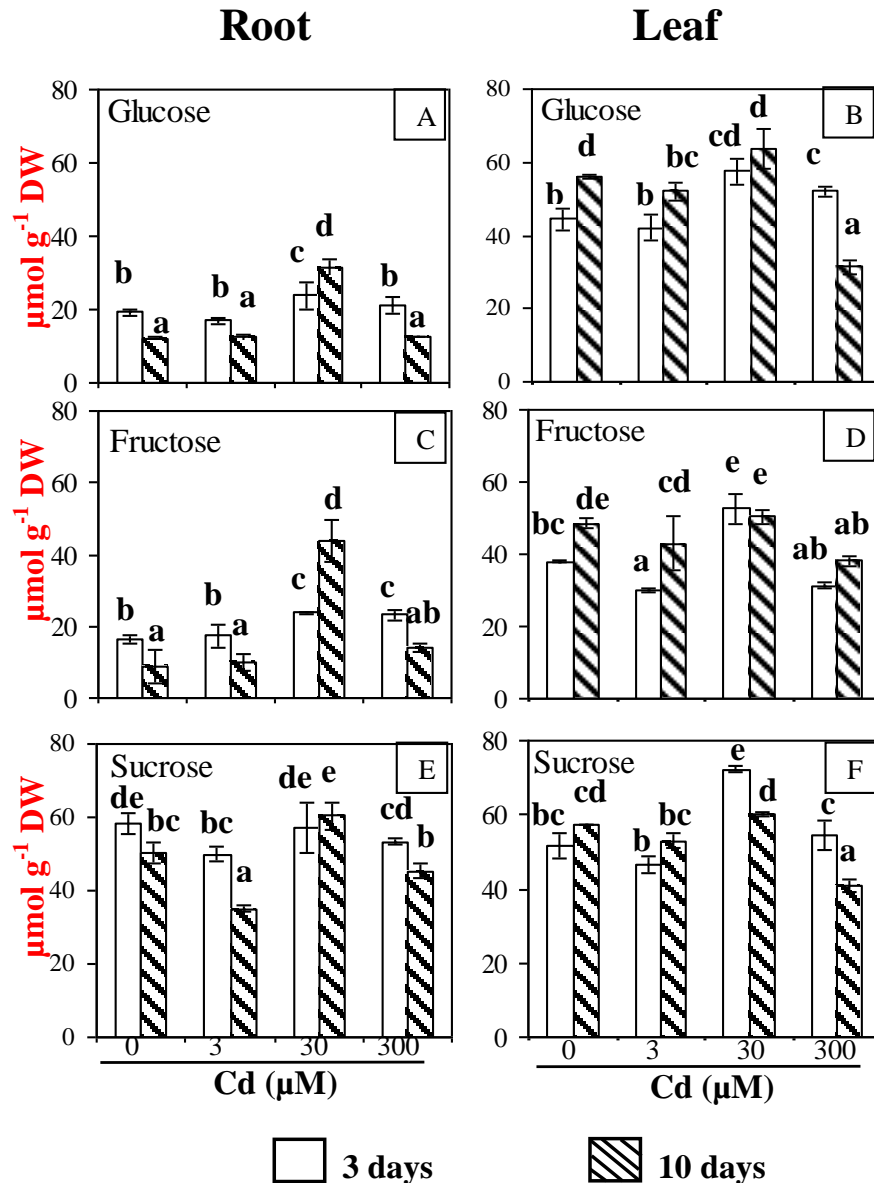 Root Leaf
80 60 40 20 0
µmol g-1 DW
Glucose A
b a b a c d b a
80 60 40 20 0
Glucose B
b d b bc cd d c a
80 60 40 20 0
µmol g-1 DW
Fructose C
b a b a c d c ab
80 60 40 20 0
Fructose D
bc de a cd e e ab ab
80 60 40 20 0
µmol g-1 DW
Sucrose E
de bc bc a de e cd b
0 3 30 300
Cd (µM)
80 60 40 20 0
Sucrose F
bc cd b bc e d c a
0 3 30 300
Cd (µM)
3 days 10 days